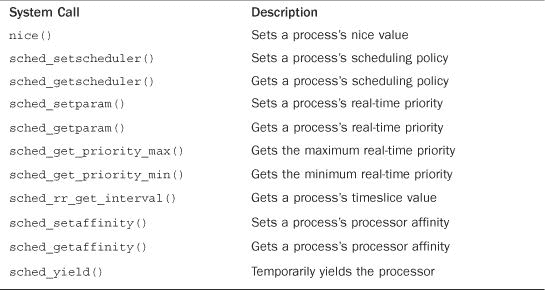 System Call Description
nice() Sets a process's nice value
sched_setscheduler() Sets a process's scheduling policy
sched_getscheduler() Gets a process's scheduling policy
sched_setparam() Sets a process's real-time priority
sched_getparam() Gets a process's real-time priority
sched_get_priority_max() Gets the maximum real-time priority
sched_get_priority_min() Gets the minimum real-time priority
sched_rr_get_interval() Gets a process's timeslice value
sched_setaffinity() Sets a process's processor affinity
sched_getaffinity() Gets a process's processor affinity
sched_yield() Temporarily yields the processor